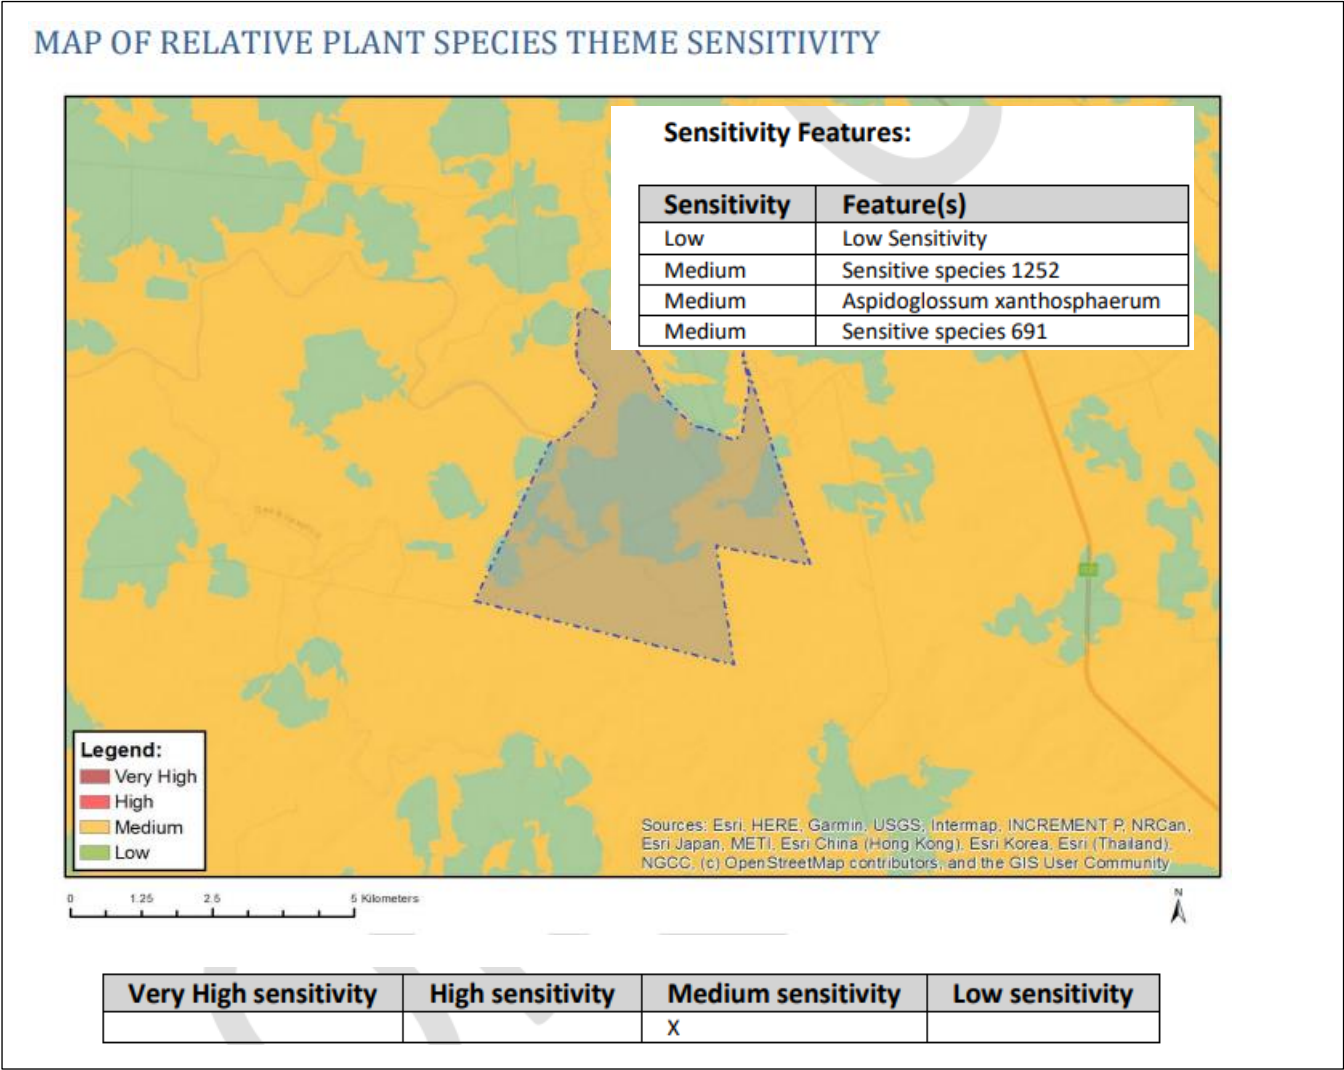 MAP OF RELATIVE PLANT SPECIES THEME SENSITIVITY
Sensitivity Features:
Sensitivity Feature(s)
Low Low Sensitivity
Medium Sensitive species 1252
Medium Aspidoglossum xanthosphaerum
Medium Sensitive species 691
Legend:
Very High
High
Medium
Low
Sources: Esri, HERE, Garmin, USGS, Intermap, INCREMENT P, NRCan,
Esri Japan, METI, Esri China (Hong Kong), Esri Korea, Esri (Thailand),
NGCC, (c) OpenStreetMap contributors, and the GIS User Community
0 1.25 2.5 5 Kilometers
N
Very High sensitivity High sensitivity Medium sensitivity Low sensitivity
X